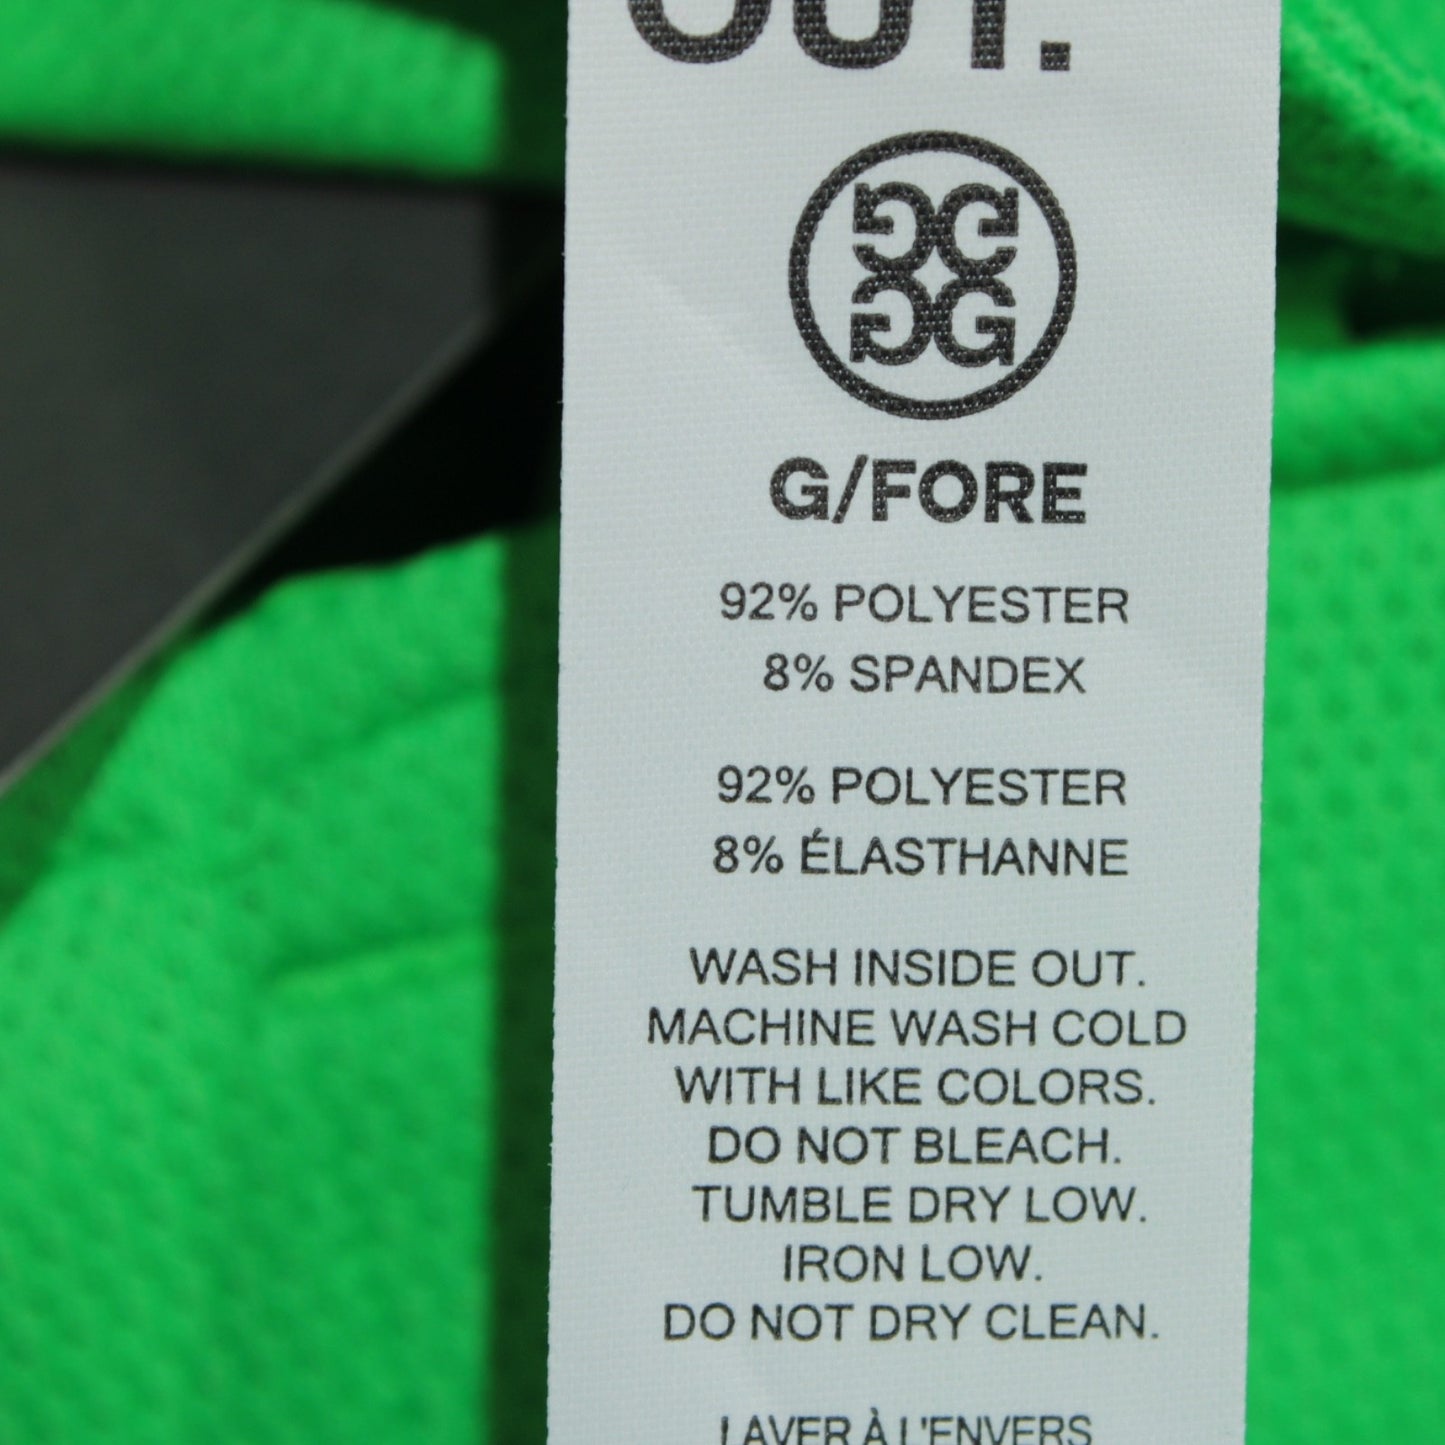 OUT.
G/FORE
92% POLYESTER
8% SPANDEX
92% POLYESTER
8% ÉLASTHANNE
WASH INSIDE OUT.
MACHINE WASH COLD
WITH LIKE COLORS.
DO NOT BLEACH.
TUMBLE DRY LOW.
IRON LOW.
DO NOT DRY CLEAN.
LAVER À L'ENVERS